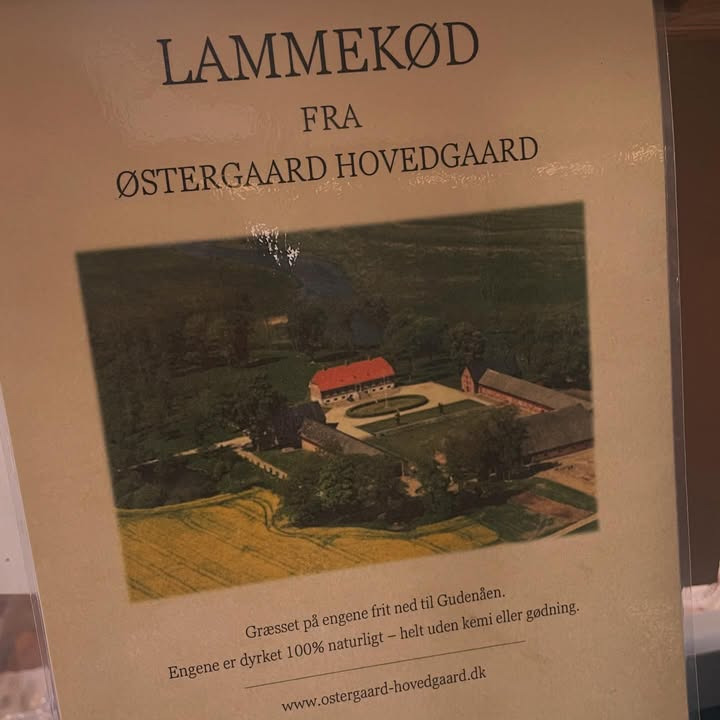 LAMMEKØD
FRA
ØSTERGAARD HOVEDGAARD
Græsset på engene frit ned til Gudenåen.
Engene er dyrket 100% naturligt – helt uden kemi eller gødning.
www.ostergaard-hovedgaard.dk